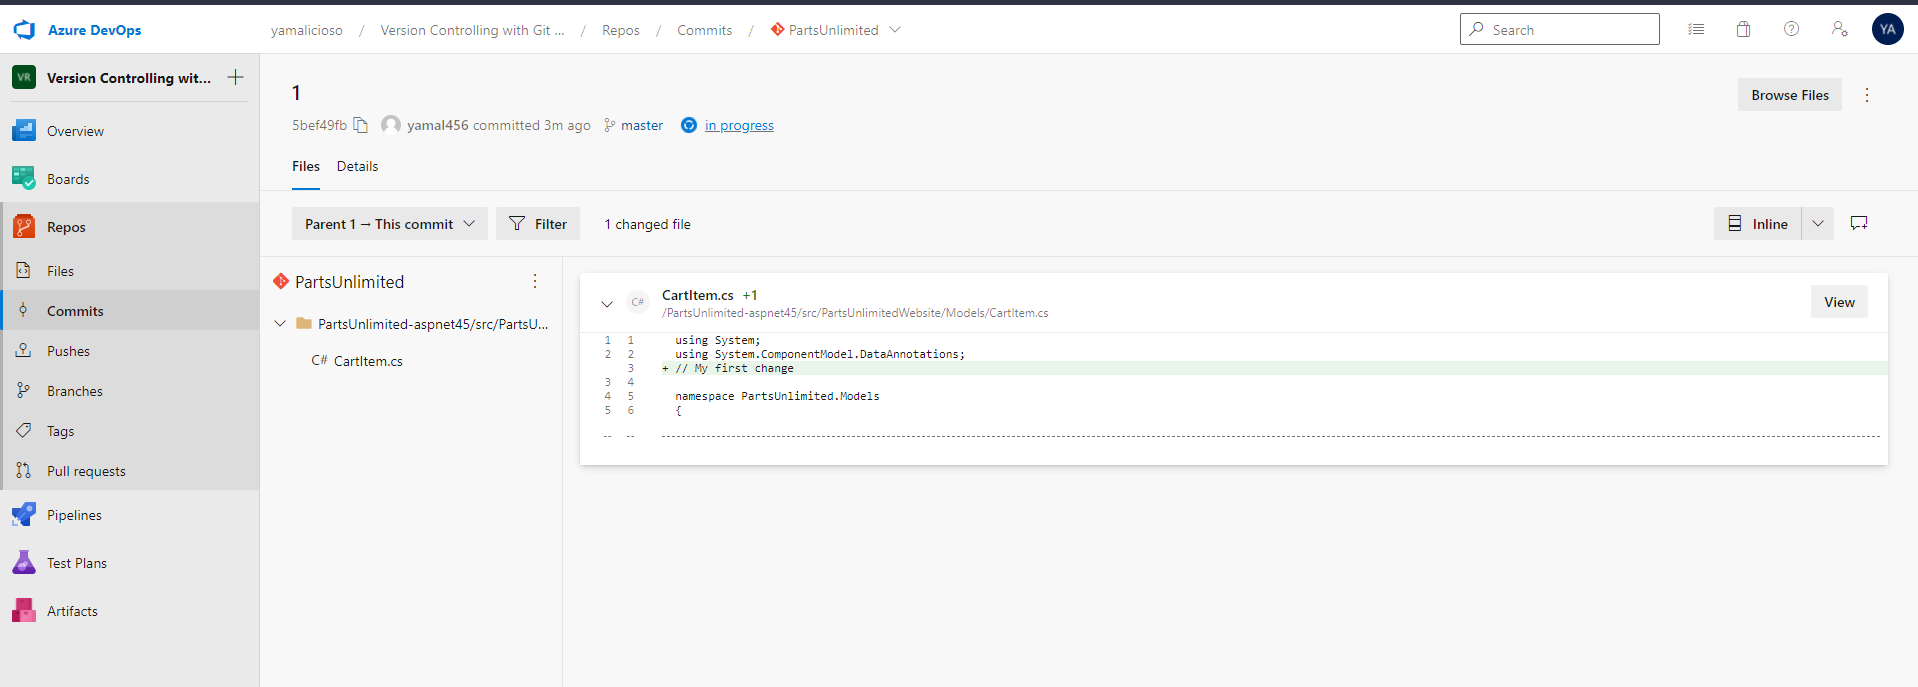 Azure DevOps
yamalicioso / Version Controlling with Git ... / Repos / Commits / PartsUnlimited
Search
YA
VR
Version Controlling wit...
Overview
Boards
Repos
Files
Commits
Pushes
Branches
Tags
Pull requests
Pipelines
Test Plans
Artifacts
1
5bef49fb yamal456 committed 3m ago master in progress
Browse Files
Files Details
Parent 1 → This commit Filter 1 changed file
Inline
PartsUnlimited
PartsUnlimited-aspnet45/src/PartsU...
C# CartItem.cs
C# CartItem.cs +1
/PartsUnlimited-aspnet45/src/PartsUnlimitedWebsite/Models/CartItem.cs
View
1 1 using System;
2 2 using System.ComponentModel.DataAnnotations;
3 + // My first change
3 4
4 5 namespace PartsUnlimited.Models
5 6 {
-- --